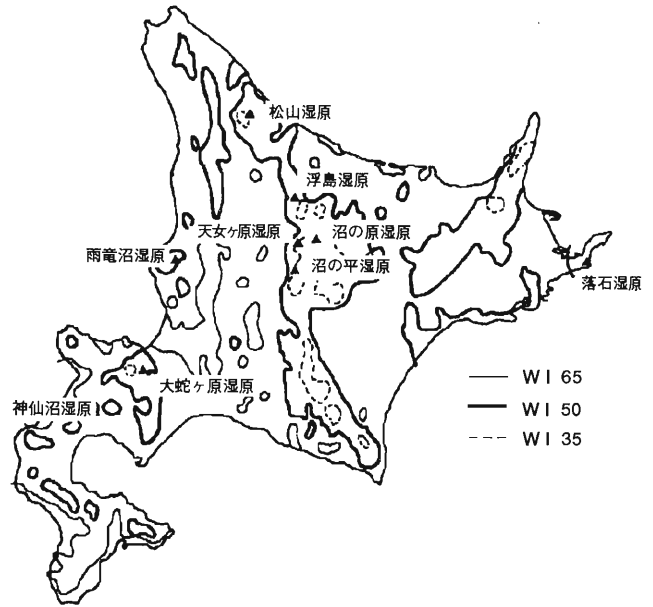 松山湿原
浮島湿原
天女ヶ原湿原
沼の原湿原
雨竜沼湿原
沼の平湿原
落石湿原
大蛇ヶ原湿原
神仙沼湿原
WI 65
WI 50
WI 35